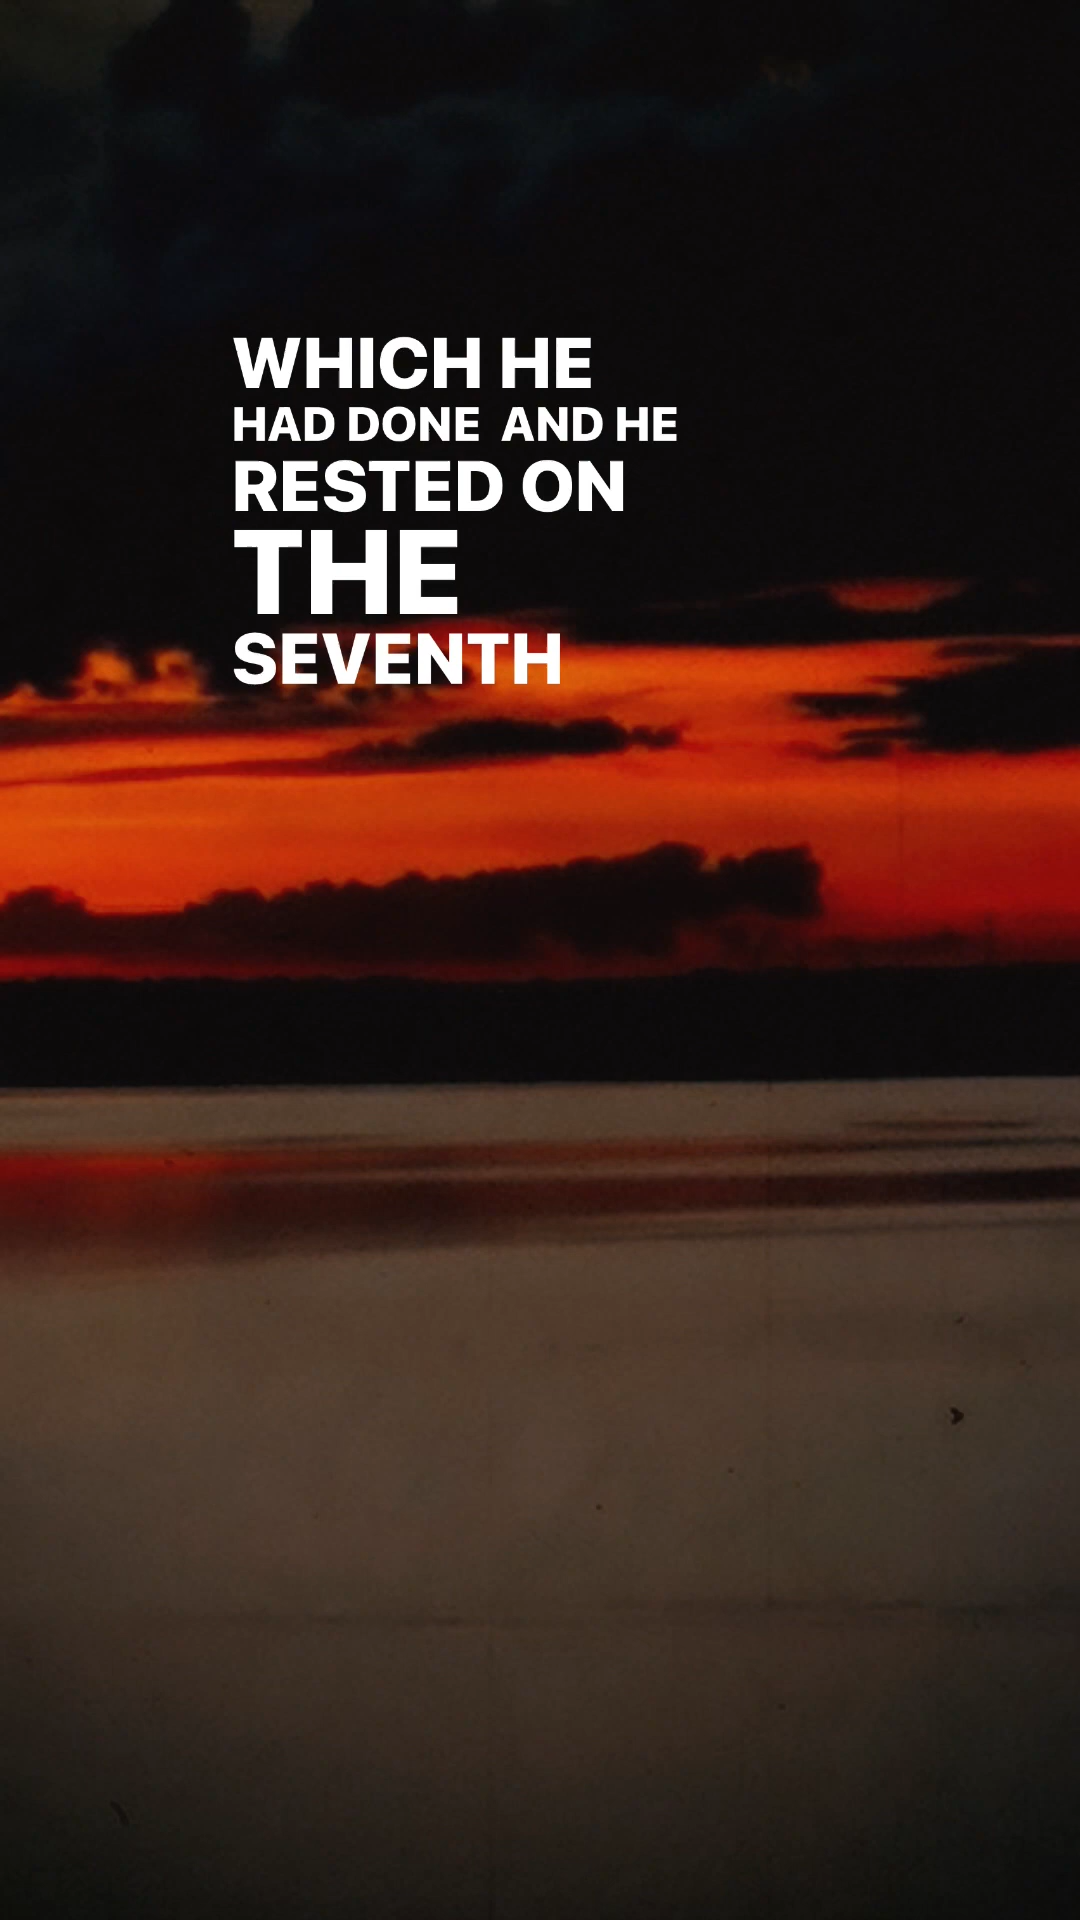 WHICH HE
HAD DONE AND HE
RESTED ON
THE
SEVENTH